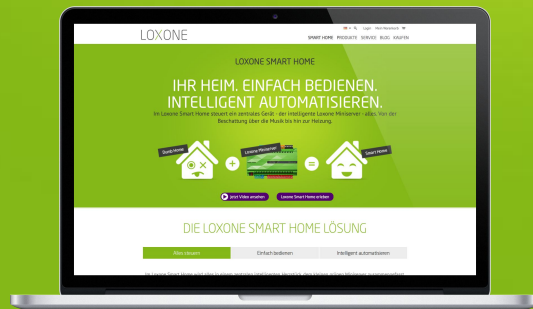 Login Mein Warenkorb
LOXONE
SMART HOME PRODUKTE SERVICE BLOG KAUFEN
LOXONE SMART HOME
IHR HEIM. EINFACH BEDIENEN.
INTELLIGENT AUTOMATISIEREN.
Im Loxone Smart Home steuert ein zentrales Gerät - der intelligente Loxone Miniserver - alles. Von der
Beschattung über die Musik bis hin zur Heizung.
Dumb Home
Loxone Miniserver
Smart Home
+
=
Jetzt Video ansehen
Loxone Smart Home erleben
DIE LOXONE SMART HOME LÖSUNG
Alles steuern
Einfach bedienen
Intelligent automatisieren